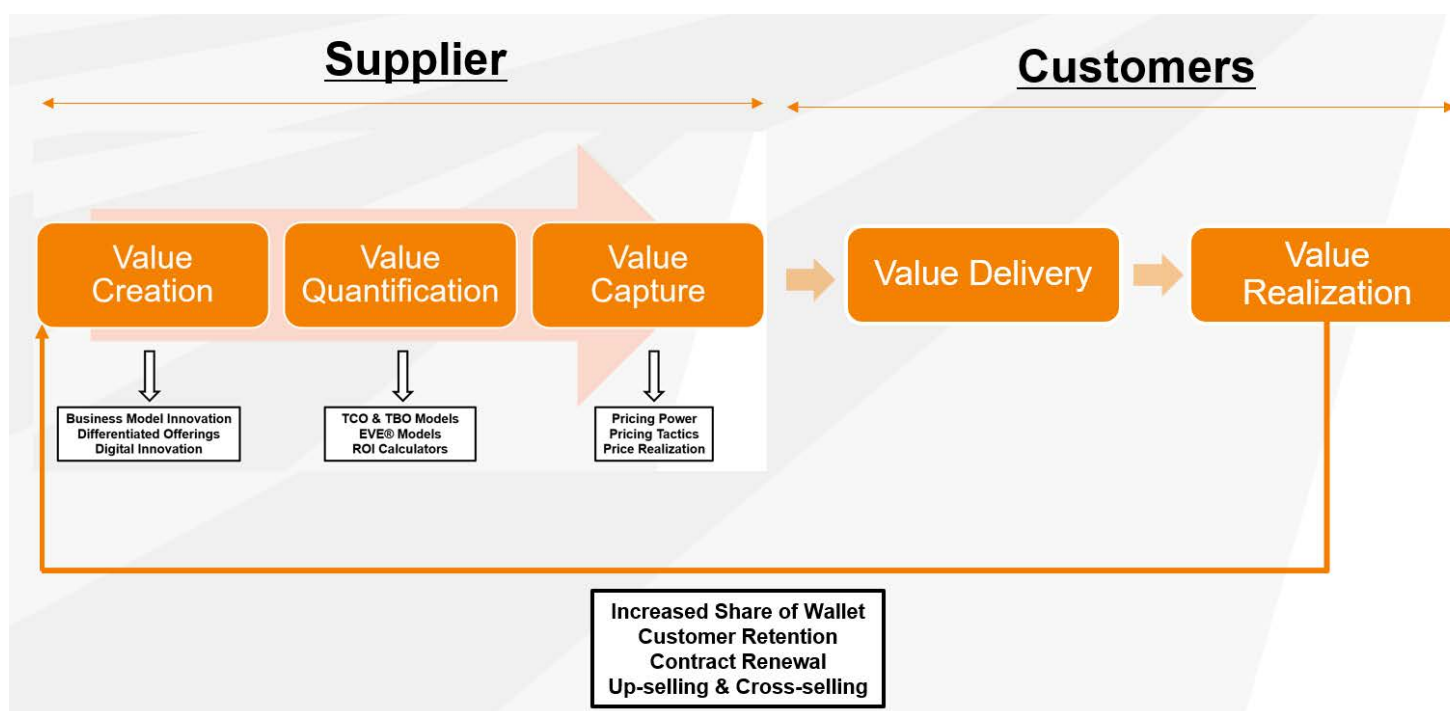 Supplier
Customers
Value
Creation
Value
Quantification
Value
Capture
Value Delivery
Value
Realization
Business Model Innovation
Differentiated Offerings
Digital Innovation
TCO & TBO Models
EVE® Models
ROI Calculators
Pricing Power
Pricing Tactics
Price Realization
Increased Share of Wallet
Customer Retention
Contract Renewal
Up-selling & Cross-selling